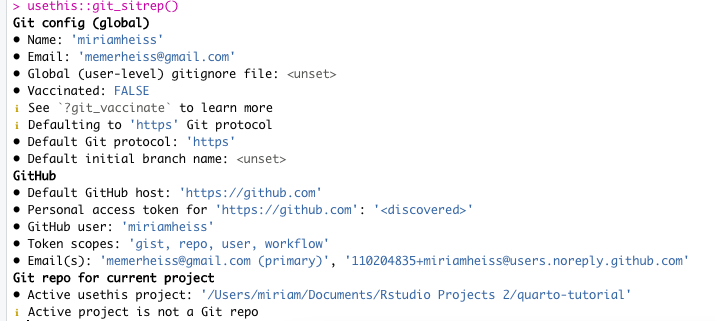 > usethis::git_sitrep()
Git config (global)
• Name: 'miriamheiss'
• Email: 'memerheiss@gmail.com'
• Global (user-level) gitignore file: <unset>
• Vaccinated: FALSE
ℹ See `?git_vaccinate` to learn more
ℹ Defaulting to 'https' Git protocol
• Default Git protocol: 'https'
• Default initial branch name: <unset>
GitHub
• Default GitHub host: 'https://github.com'
• Personal access token for 'https://github.com': '<discovered>'
• GitHub user: 'miriamheiss'
• Token scopes: 'gist, repo, user, workflow'
• Email(s): 'memerheiss@gmail.com (primary)', '110204835+miriamheiss@users.noreply.github.com'
Git repo for current project
• Active usethis project: '/Users/miriam/Documents/Rstudio Projects 2/quarto-tutorial'
ℹ Active project is not a Git repo